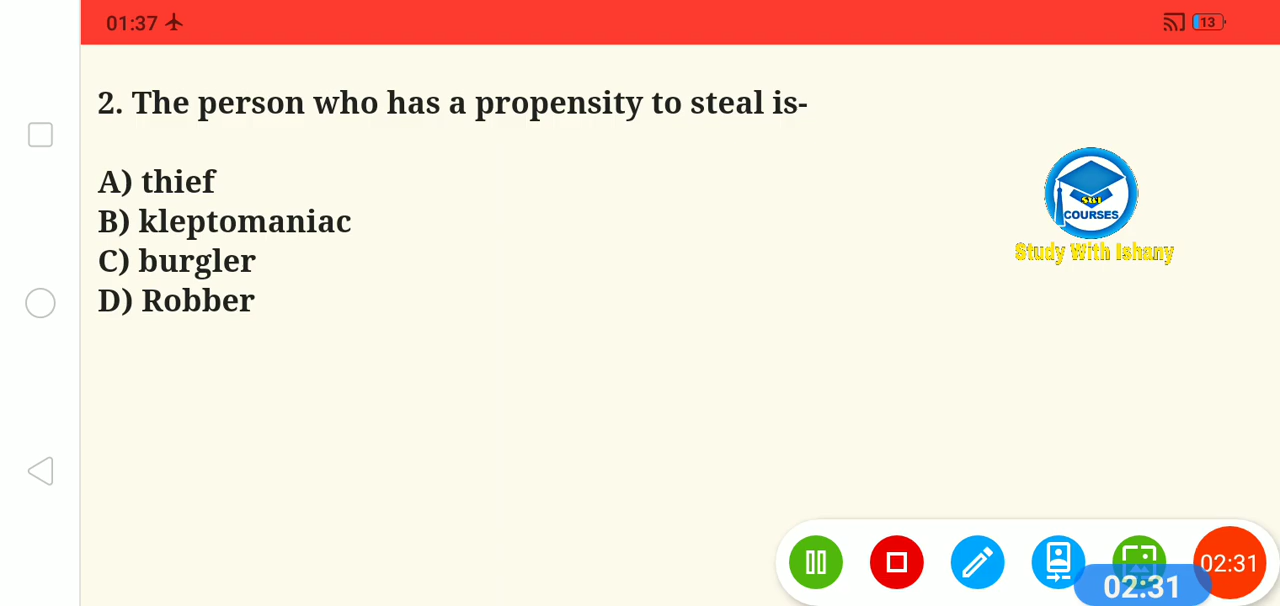 01:37
13
2. The person who has a propensity to steal is-
A) thief
B) kleptomaniac
C) burgler
D) Robber
SWI
COURSES
Study With Ishany
02:31
02:31